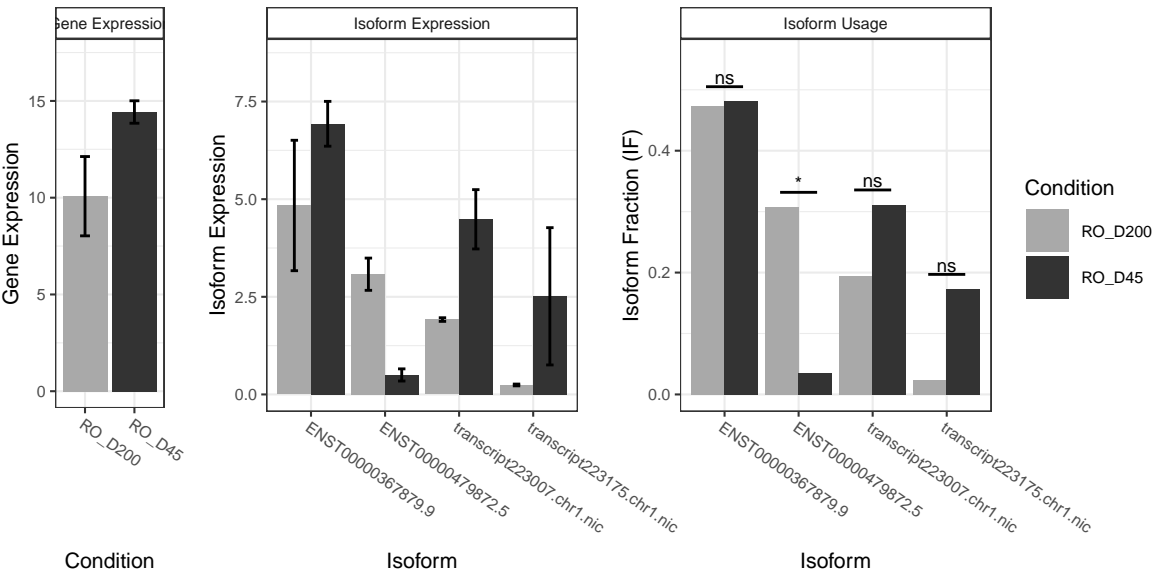 Gene Expression
Isoform Expression
Isoform Usage
Gene Expression
15
10
5
0
RO_D200
RO_D45
Condition
Isoform Expression
7.5
5.0
2.5
0.0
ENST00000367879.9
ENST00000479872.5
transcript223007.chr1.nic
transcript223175.chr1.nic
Isoform
Isoform Fraction (IF)
0.4
0.2
0.0
ns
*
ns
ns
ENST00000367879.9
ENST00000479872.5
transcript223007.chr1.nic
transcript223175.chr1.nic
Isoform
Condition
RO_D200
RO_D45